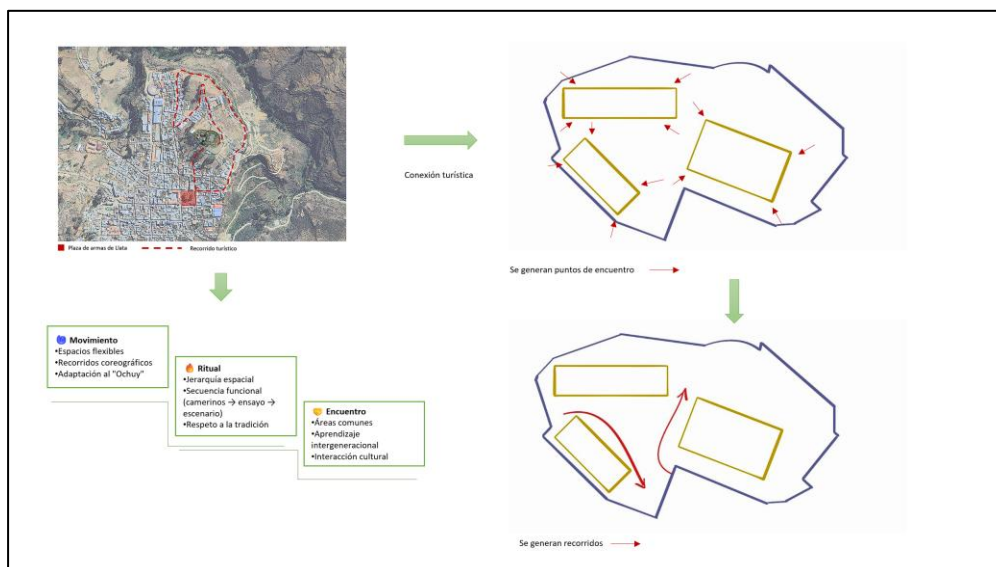 Plaza de armas de Llata
Recorrido turístico
Conexión turística
Se generan puntos de encuentro
Movimiento
•Espacios flexibles
•Recorridos coreográficos
•Adaptación al "Ochuy"
Ritual
•Jerarquía espacial
•Secuencia funcional
(camerinos → ensayo →
escenario)
•Respeto a la tradición
Encuentro
•Áreas comunes
•Aprendizaje
intergeneracional
•Interacción cultural
Se generan recorridos